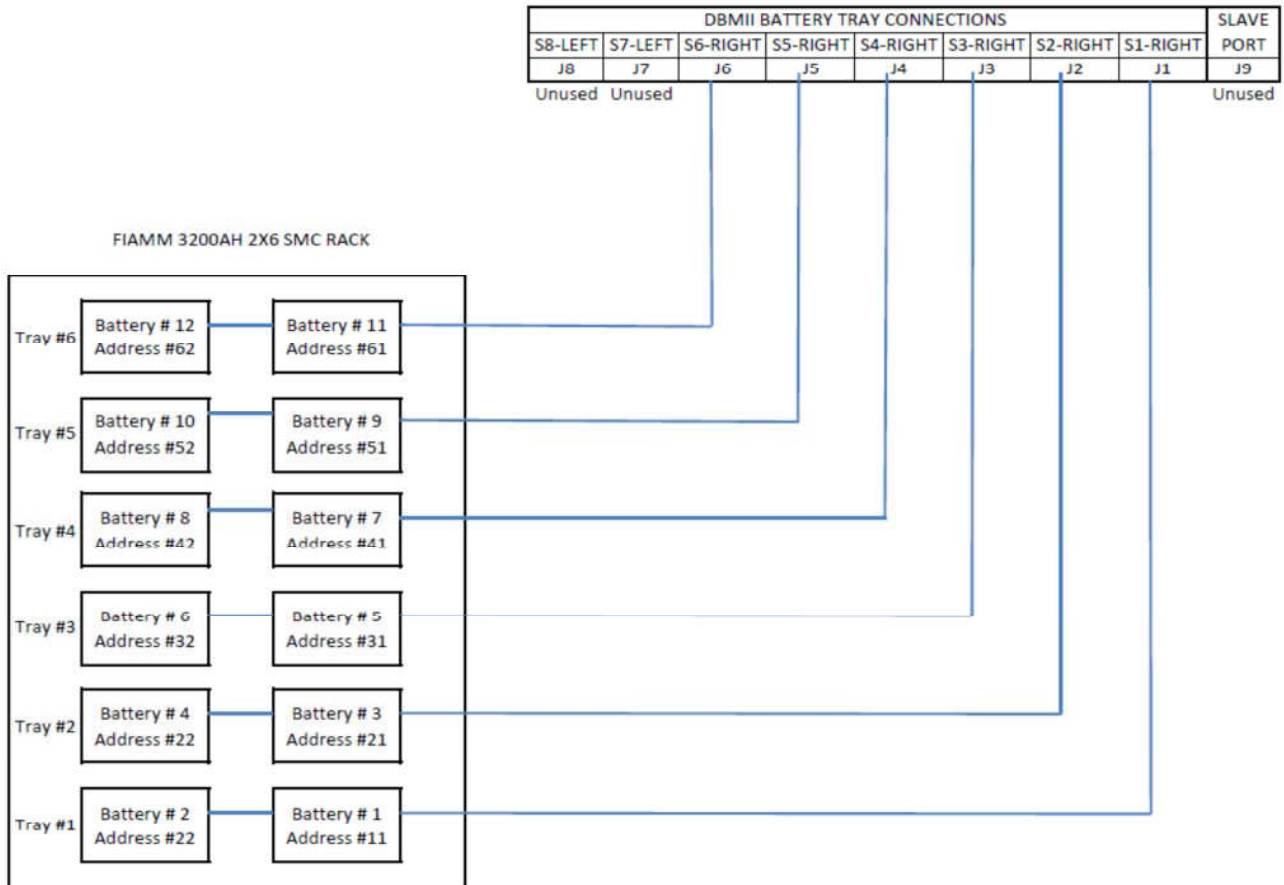 DBMII BATTERY TRAY CONNECTIONS SLAVE
S8-LEFT S7-LEFT S6-RIGHT S5-RIGHT S4-RIGHT S3-RIGHT S2-RIGHT S1-RIGHT PORT
J8 J7 J6 J5 J4 J3 J2 J1 J9
Unused Unused Unused
FIAMM 3200AH 2X6 SMC RACK
Tray #6
Battery # 12
Address #62
Battery # 11
Address #61
Tray #5
Battery # 10
Address #52
Battery # 9
Address #51
Tray #4
Battery # 8
Address #42
Battery # 7
Address #41
Tray #3
Battery # 6
Address #32
Battery # 5
Address #31
Tray #2
Battery # 4
Address #22
Battery # 3
Address #21
Tray #1
Battery # 2
Address #22
Battery # 1
Address #11